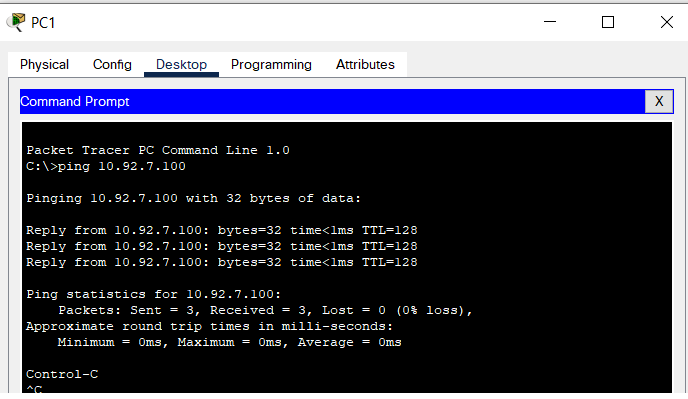 PC1
Physical Config Desktop Programming Attributes
Command Prompt X
Packet Tracer PC Command Line 1.0
C:\>ping 10.92.7.100
Pinging 10.92.7.100 with 32 bytes of data:
Reply from 10.92.7.100: bytes=32 time<1ms TTL=128
Reply from 10.92.7.100: bytes=32 time<1ms TTL=128
Reply from 10.92.7.100: bytes=32 time<1ms TTL=128
Ping statistics for 10.92.7.100:
Packets: Sent = 3, Received = 3, Lost = 0 (0% loss),
Approximate round trip times in milli-seconds:
Minimum = 0ms, Maximum = 0ms, Average = 0ms
Control-C
^C